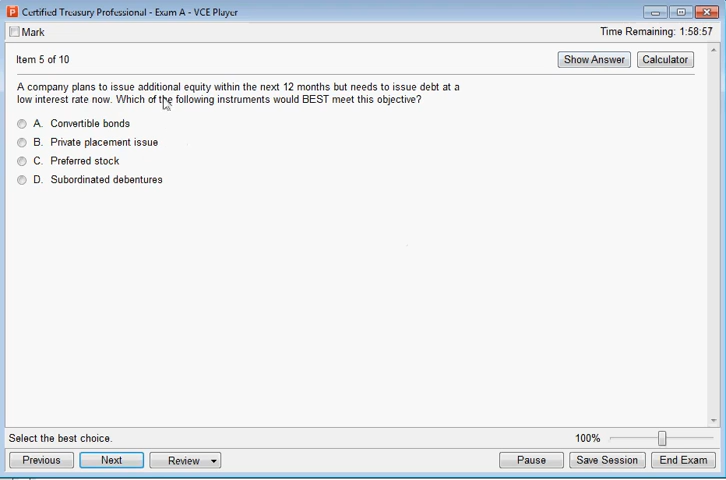 Certified Treasury Professional - Exam A - VCE Player
Mark
Time Remaining: 1:58:57
Item 5 of 10
Show Answer
Calculator
A company plans to issue additional equity within the next 12 months but needs to issue debt at a
low interest rate now. Which of the following instruments would BEST meet this objective?
A. Convertible bonds
B. Private placement issue
C. Preferred stock
D. Subordinated debentures
Select the best choice.
100%
Previous
Next
Review
Pause
Save Session
End Exam